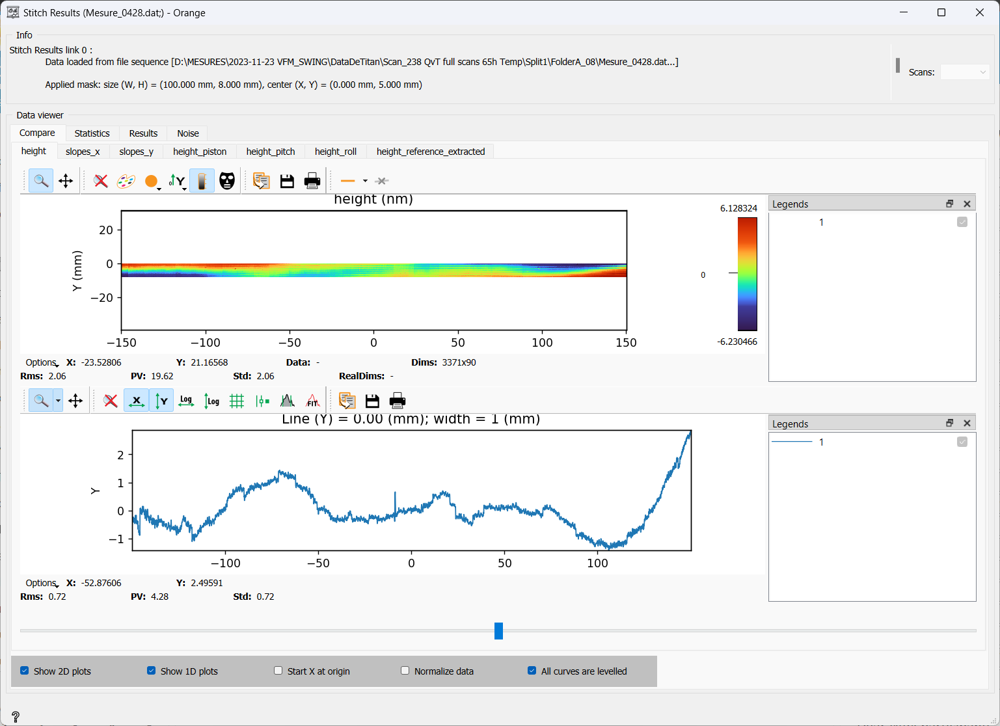 Stitch Results (Mesure_0428.dat;) - Orange
Info
Stitch Results link 0 :
Data loaded from file sequence [D:\MESURES\2023-11-23 VFM_SWING\DataDeTitan\Scan_238 QvT full scans 65h Temp\Split1\FolderA_08\Mesure_0428.dat...]
Applied mask: size (W, H) = (100.000 mm, 8.000 mm), center (X, Y) = (0.000 mm, 5.000 mm)
Scans:
Data viewer
Compare Statistics Results Noise
height slopes_x slopes_y height_piston height_pitch height_roll height_reference_extracted
0 Y
height (nm)
Y (mm)
20
0
−20
−150 −100 −50 0 50 100 150
6.128324
0
-6.230466
Legends
1
Options X: -23.52806 Y: 21.16568 Data: - Dims: 3371x90
Rms: 2.06 PV: 19.62 Std: 2.06 RealDims: -
X Y Log Log FIT
Line (Y) = 0.00 (mm); width = 1 (mm)
Y
2
1
0
−1
−100 −50 0 50 100
Legends
1
Options X: -52.87606 Y: 2.49591
Rms: 0.72 PV: 4.28 Std: 0.72
Show 2D plots Show 1D plots Start X at origin Normalize data All curves are levelled
?